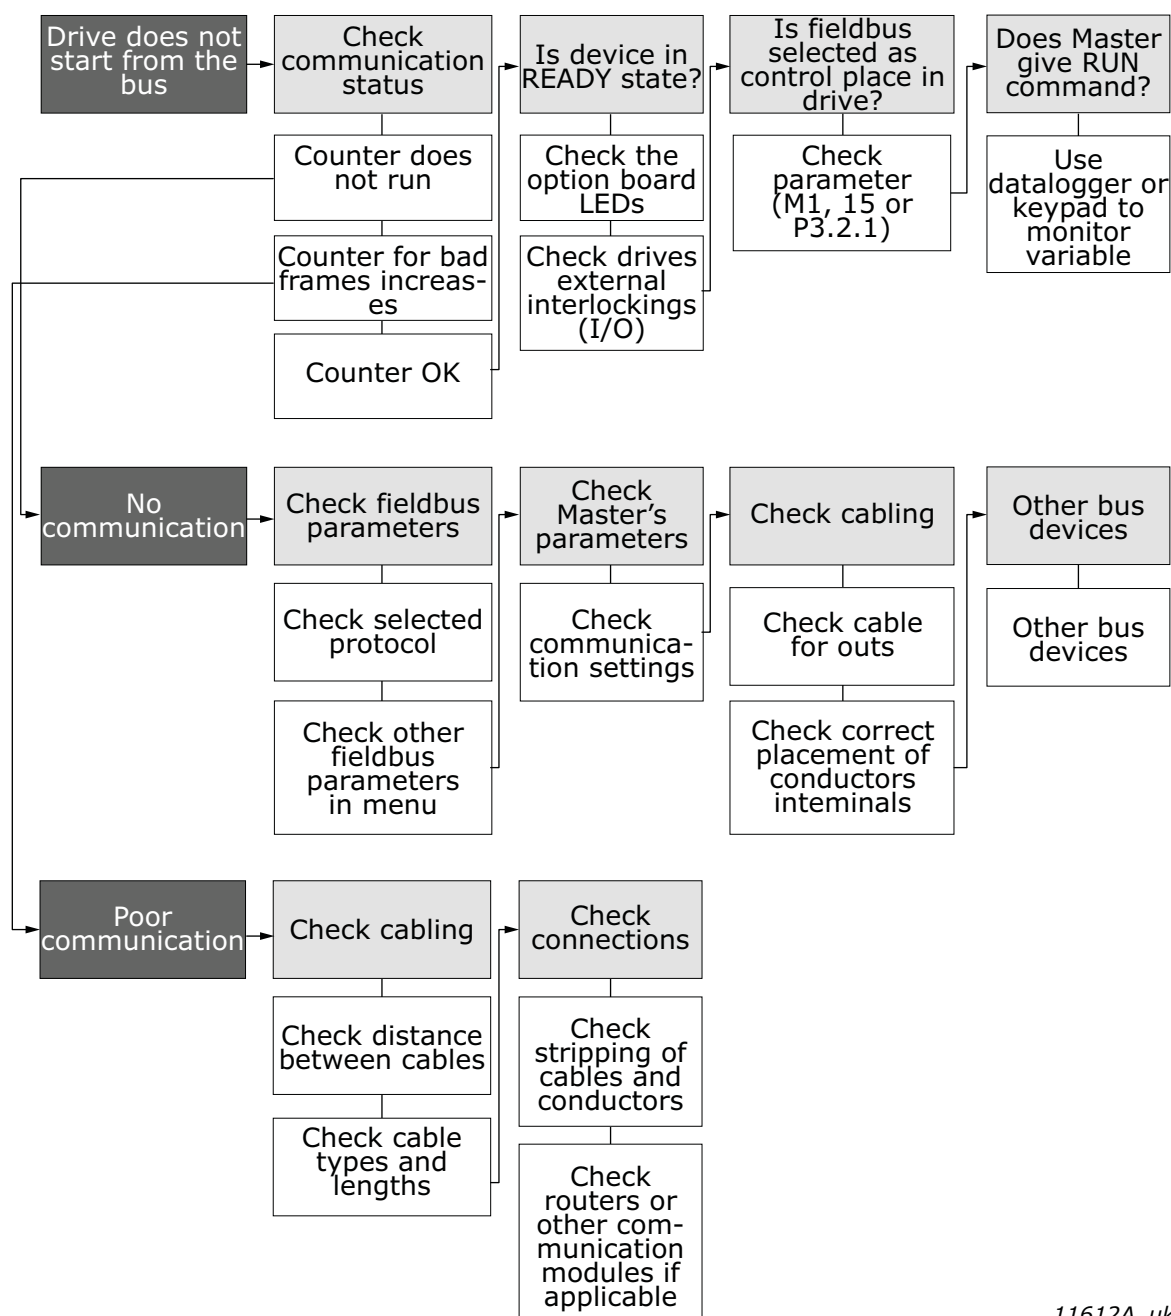 Drive does not
start from the
bus
Check
communication
status
Is device in
READY state?
Is fieldbus
selected as
control place in
drive?
Does Master
give RUN
command?
Counter does
not run
Counter for bad
frames increas-
es
Counter OK
Check the
option board
LEDs
Check drives
external
interlockings
(I/O)
Check
parameter
(M1, 15 or
P3.2.1)
Use
datalogger or
keypad to
monitor
variable
No
communication
Check fieldbus
parameters
Check
Master's
parameters
Check cabling
Other bus
devices
Check selected
protocol
Check other
fieldbus
parameters
in menu
Check
communica-
tion settings
Check cable
for outs
Check correct
placement of
conductors
inteminals
Other bus
devices
Poor
communication
Check cabling
Check
connections
Check distance
between cables
Check cable
types and
lengths
Check
stripping of
cables and
conductors
Check
routers or
other com-
munication
modules if
applicable
11612A_uk